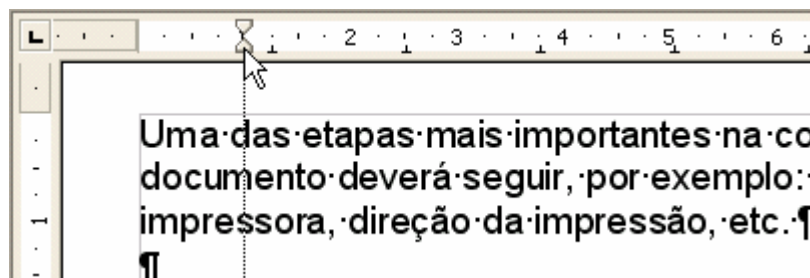 2 3 4 5 6
Uma das etapas mais importantes na co
documento deverá seguir, por exemplo:
impressora, direção da impressão, etc. ¶
¶
1